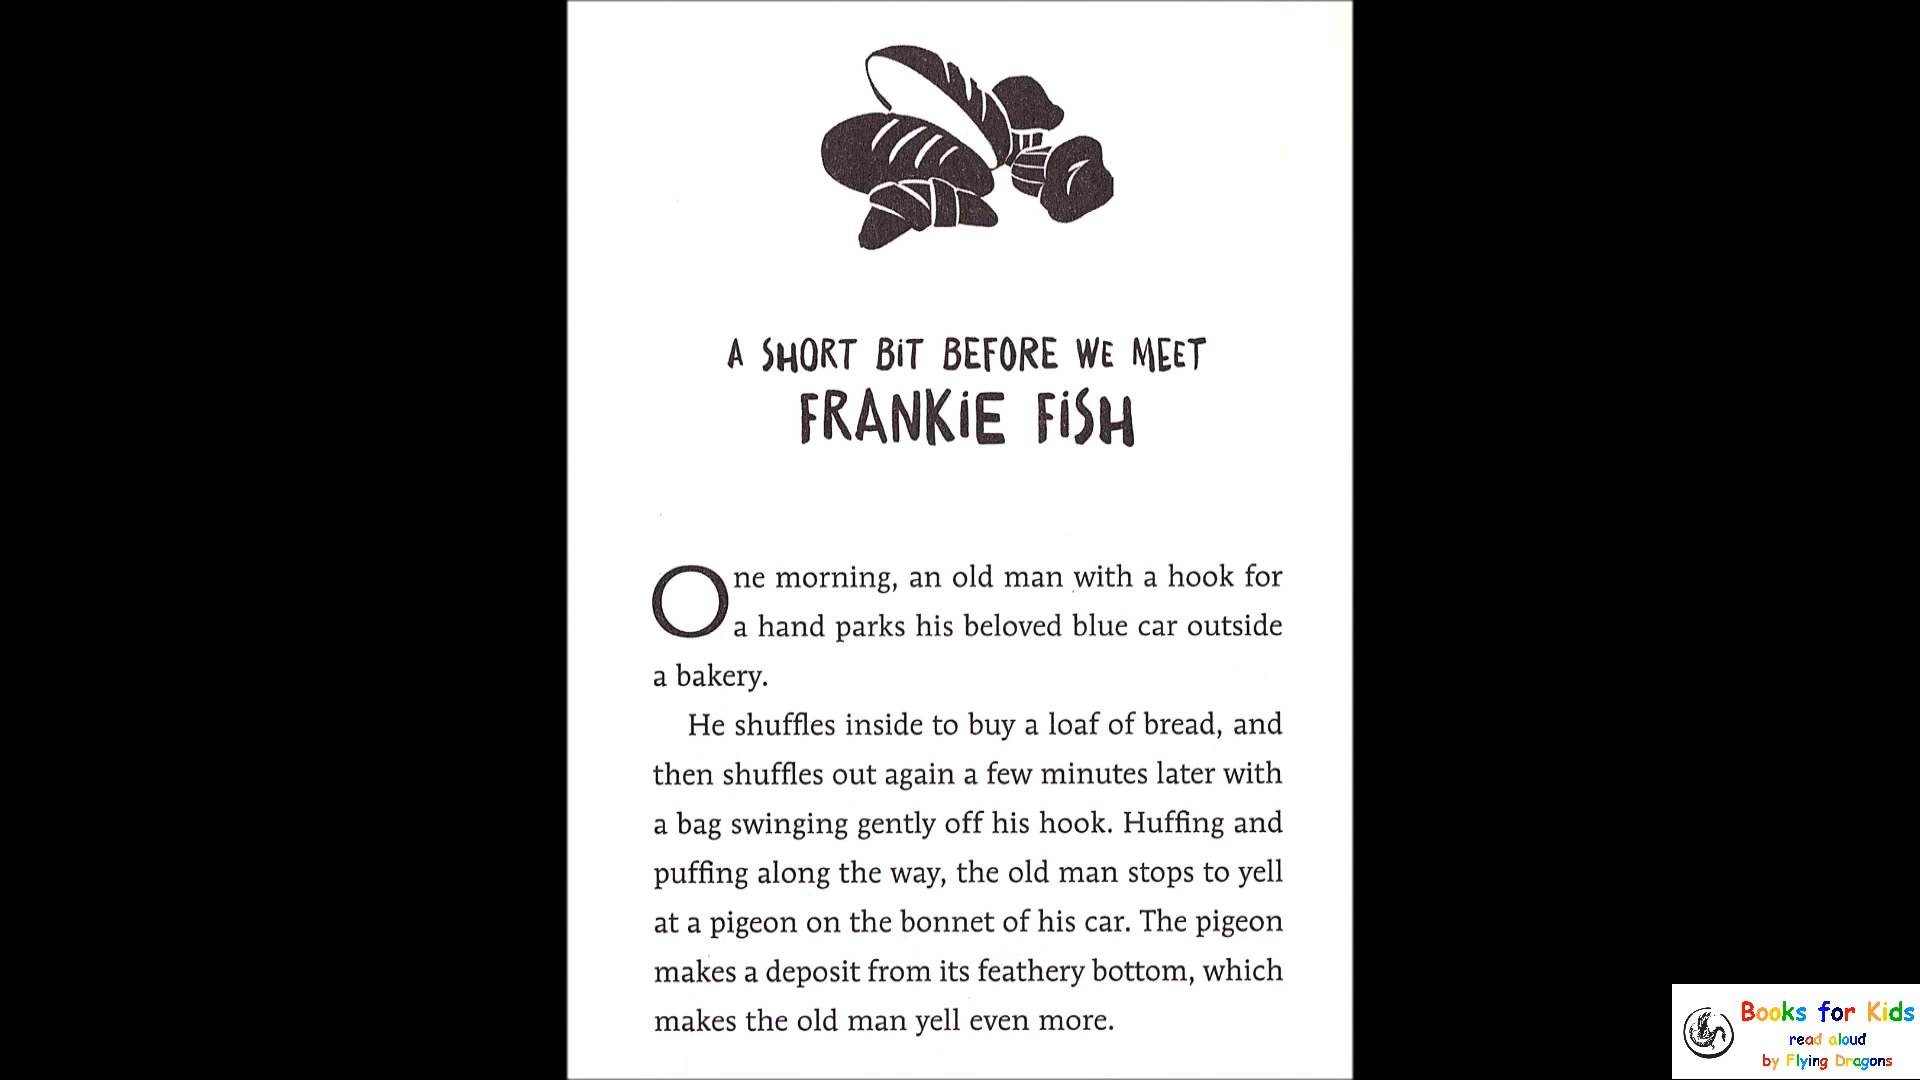 A SHORT BIT BEFORE WE MEET
FRANKIE FISH
One morning, an old man with a hook for
a hand parks his beloved blue car outside
a bakery.
He shuffles inside to buy a loaf of bread, and
then shuffles out again a few minutes later with
a bag swinging gently off his hook. Huffing and
puffing along the way, the old man stops to yell
at a pigeon on the bonnet of his car. The pigeon
makes a deposit from its feathery bottom, which
makes the old man yell even more.
Books for Kids
read aloud
by Flying Dragons